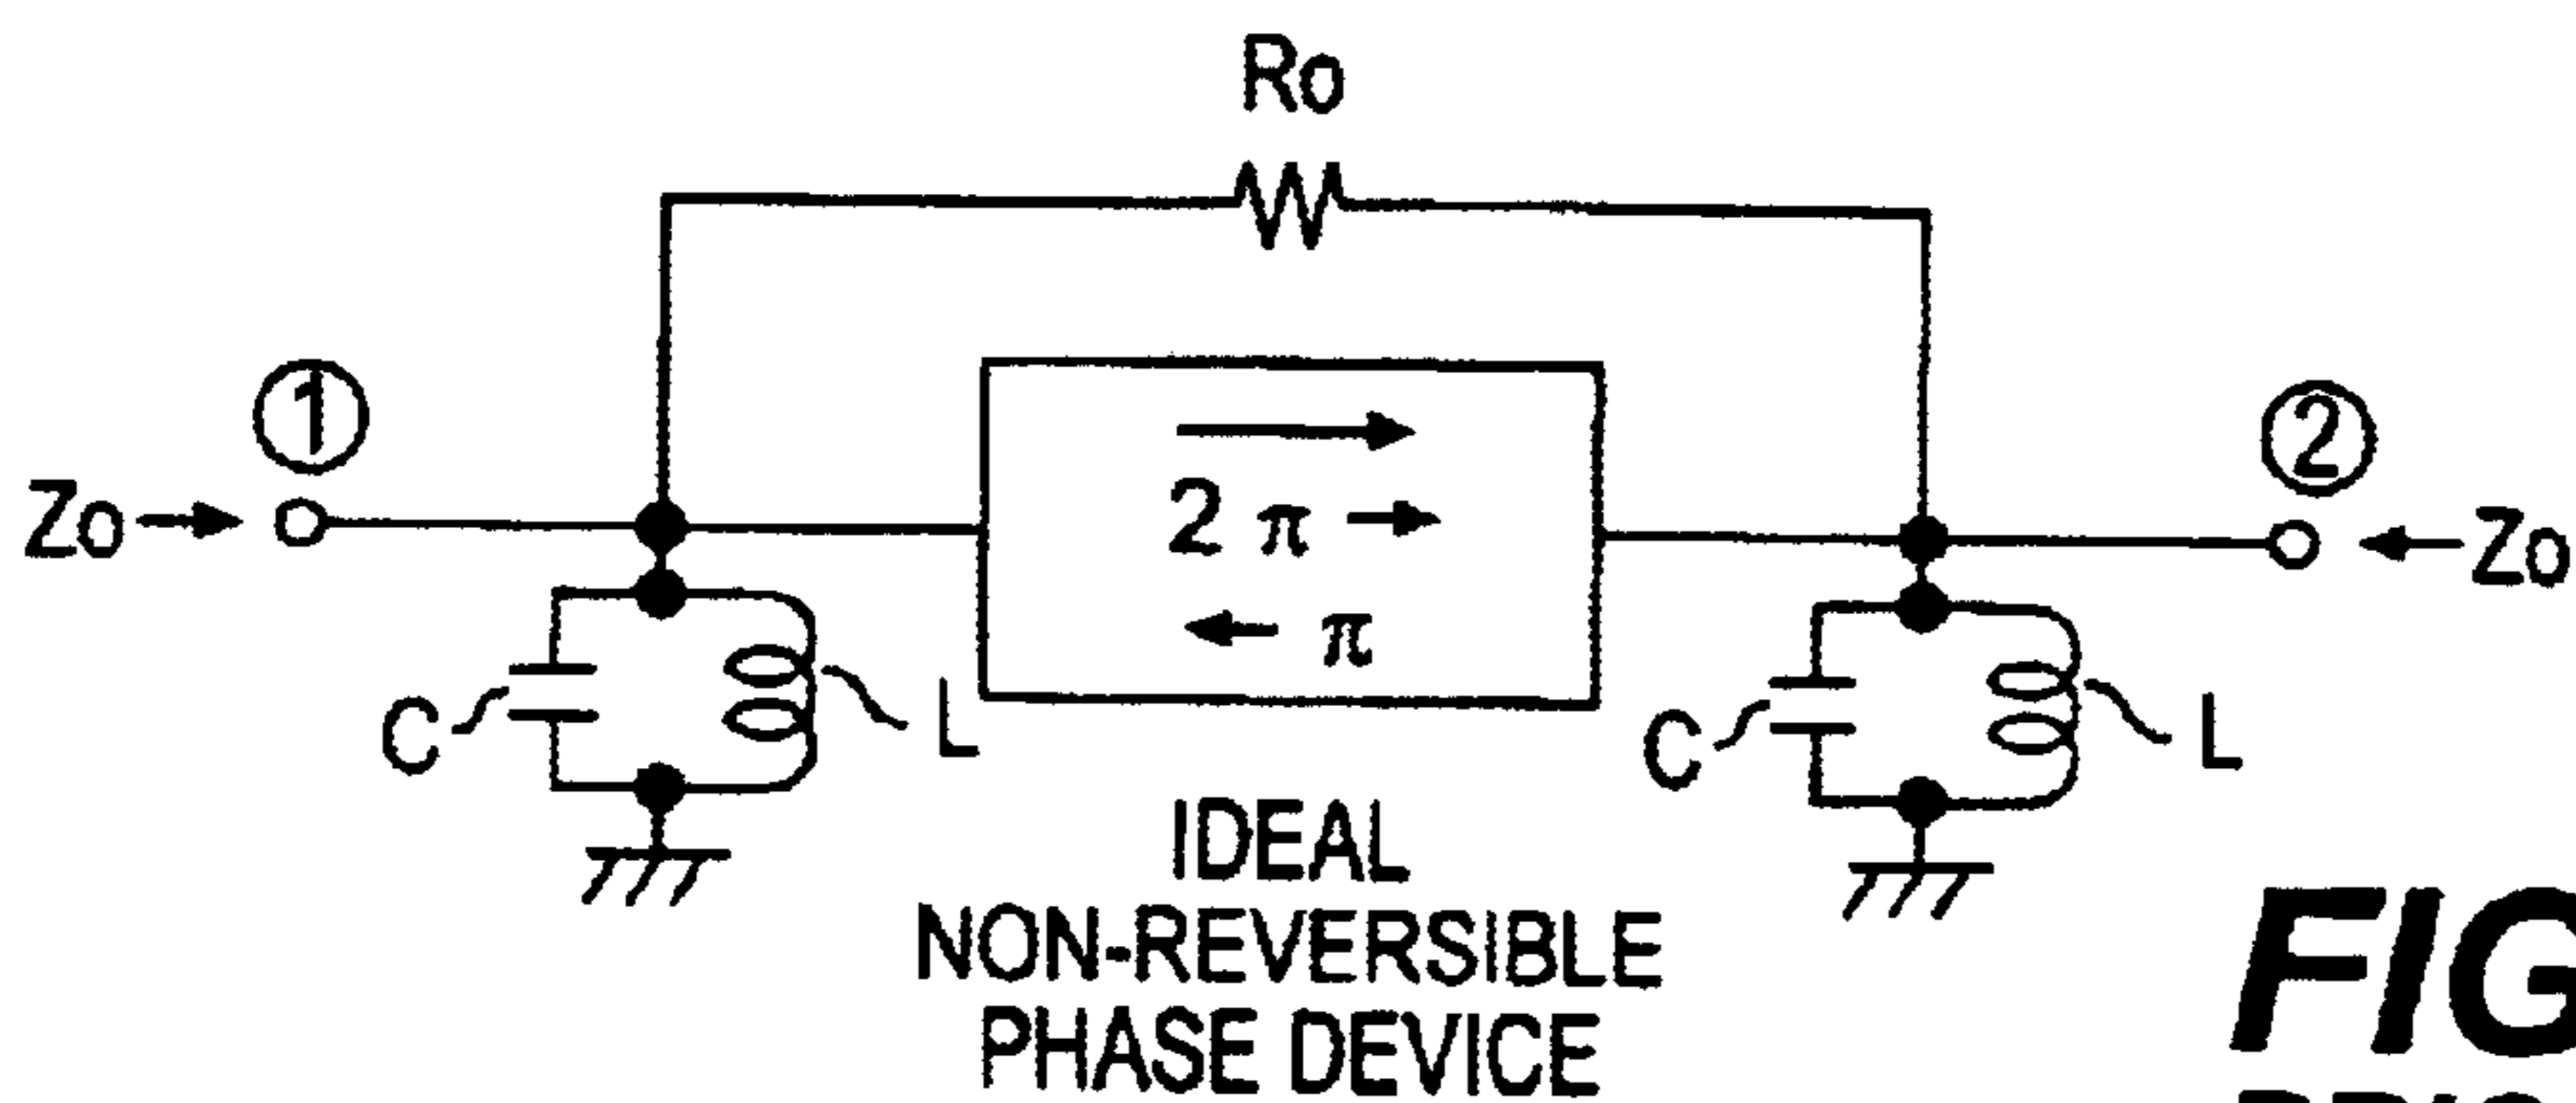 Ro
①
②
Zo
Zo
2π
π
C
L
C
L
IDEAL
NON-REVERSIBLE
PHASE DEVICE
FIG